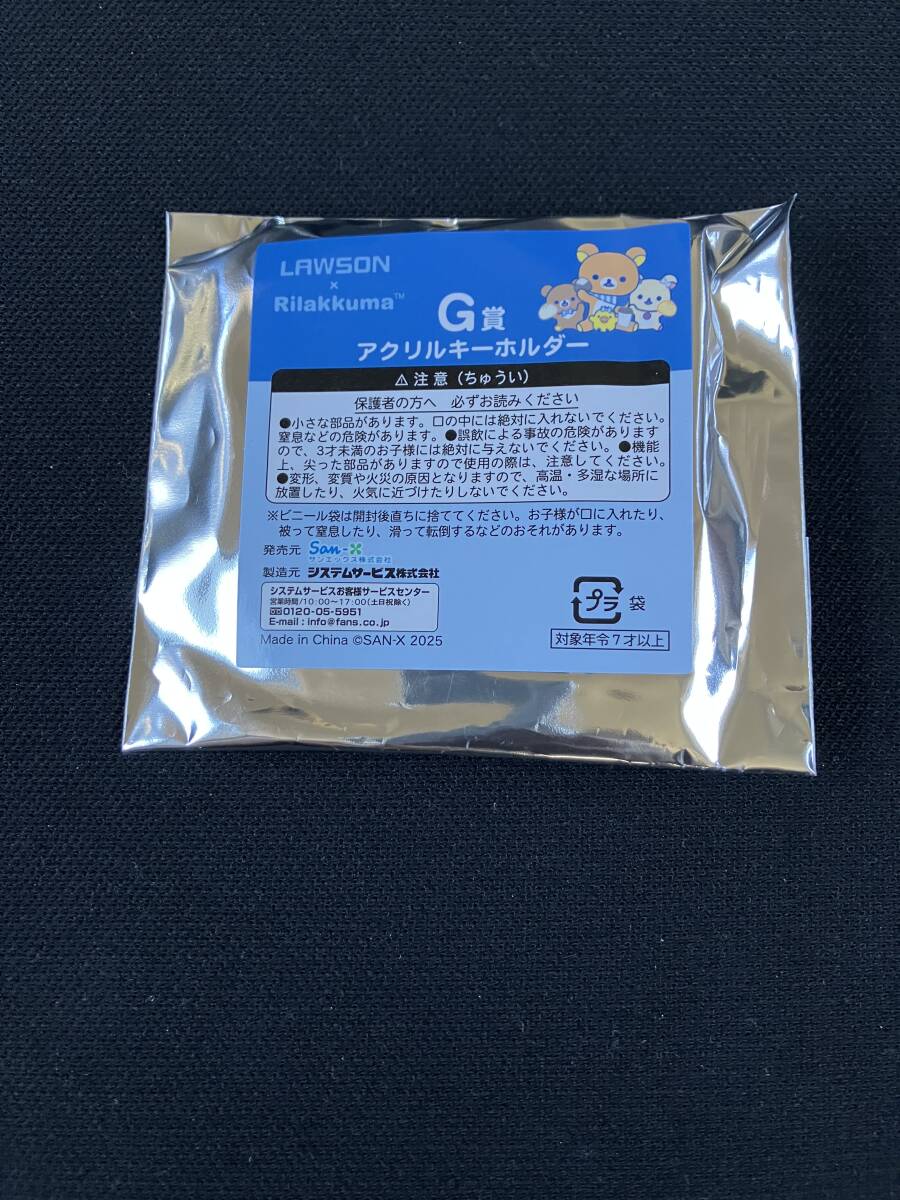 LAWSON
×
Rilakkuma™
G賞
アクリルキーホルダー
⚠注意（ちゅうい）
保護者の方へ 必ずお読みください
●小さな部品があります。口の中には絶対に入れないでください。
窒息などの危険があります。●誤飲による事故の危険があります
ので、3才未満のお子様には絶対に与えないでください。●機能
上、尖った部品がありますので使用の際は、注意してください。
●変形、変質や火災の原因となりますので、高温・多湿な場所に
放置したり、火気に近づけたりしないでください。
※ビニール袋は開封後直ちに捨ててください。お子様が口に入れたり、
被って窒息したり、滑って転倒するなどのおそれがあります。
発売元 San-X
サンエックス株式会社
製造元 システムサービス株式会社
システムサービスお客様サービスセンター
営業時間/10:00〜17:00(土日祝除く)
0120-05-5951
E-mail : info@fans.co.jp
Made in China ©SAN-X 2025
プラ 袋
対象年令7才以上